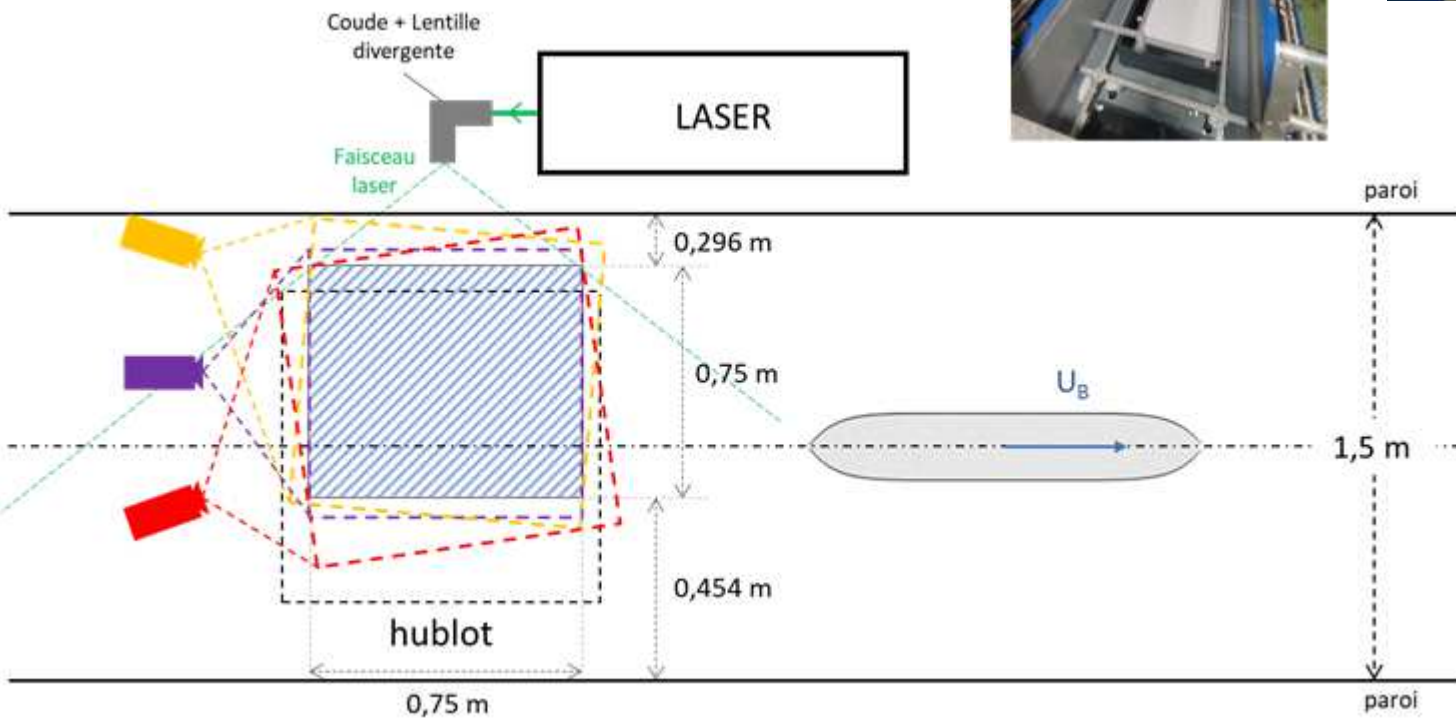 Coude + Lentille
divergente
LASER
Faisceau
laser
paroi
0,296 m
0,75 m
U_B
1,5 m
0,454 m
hublot
0,75 m
paroi